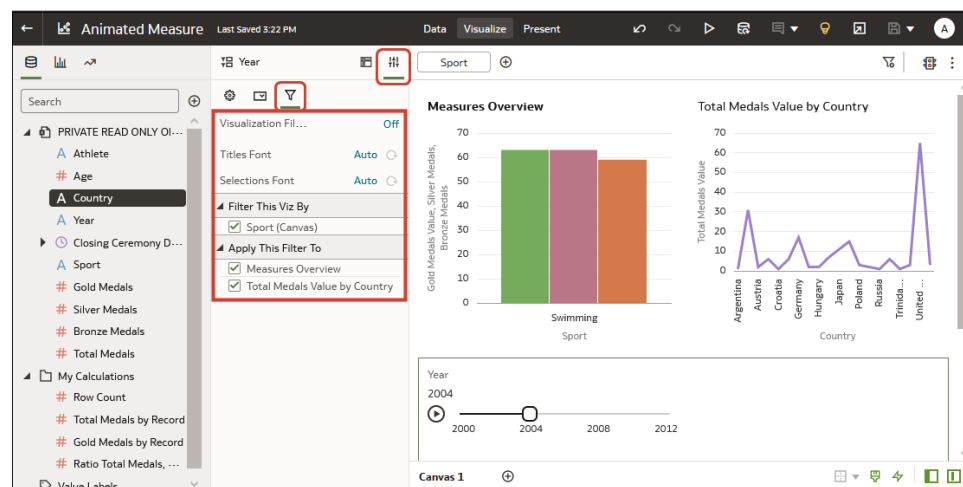 Animated Measure Last Saved 3:22 PM Data Visualize Present A
Search
PRIVATE READ ONLY Ol...
A Athlete
# Age
A Country
A Year
Closing Ceremony D...
A Sport
# Gold Medals
# Silver Medals
# Bronze Medals
# Total Medals
My Calculations
# Row Count
# Total Medals by Record
# Gold Medals by Record
# Ratio Total Medals, ...
Value Labels
Year
Visualization Fil... Off
Titles Font Auto
Selections Font Auto
Filter This Viz By
Sport (Canvas)
Apply This Filter To
Measures Overview
Total Medals Value by Country
Sport
Measures Overview
Gold Medals Value, Silver Medals,
Bronze Medals
70
60
50
40
30
20
10
0
Swimming
Sport
Total Medals Value by Country
Total Medals Value
70
60
50
40
30
20
10
0
Argentina
Austria
Croatia
Germany
Hungary
Japan
Poland
Russia
Trinida...
United ...
Country
Year
2004
2000 2004 2008 2012
Canvas 1